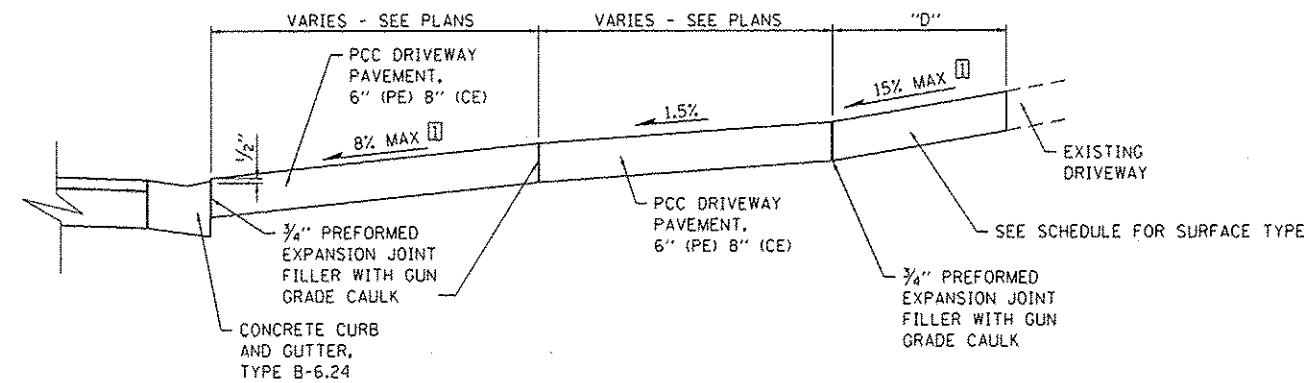 VARIES - SEE PLANS
VARIES - SEE PLANS
"D"
PCC DRIVEWAY
PAVEMENT,
6" (PE) 8" (CE)
15% MAX 1
1.5%
8% MAX 1
1/2"
EXISTING
DRIVEWAY
PCC DRIVEWAY
PAVEMENT,
6" (PE) 8" (CE)
SEE SCHEDULE FOR SURFACE TYPE
3/4" PREFORMED
EXPANSION JOINT
FILLER WITH GUN
GRADE CAULK
3/4" PREFORMED
EXPANSION JOINT
FILLER WITH GUN
GRADE CAULK
CONCRETE CURB
AND GUTTER,
TYPE B-6.24